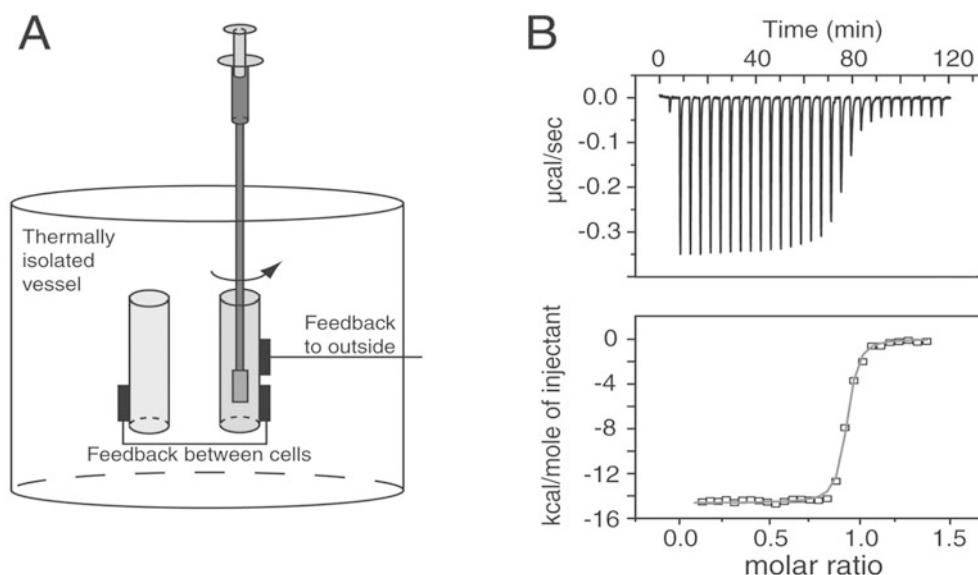 A
Thermally
isolated
vessel
Feedback
to outside
Feedback between cells
B
Time (min)
0 40 80 120
0.0
-0.1
-0.2
-0.3
µcal/sec
0
-4
-8
-12
-16
kcal/mole of injectant
0.0 0.5 1.0 1.5
molar ratio